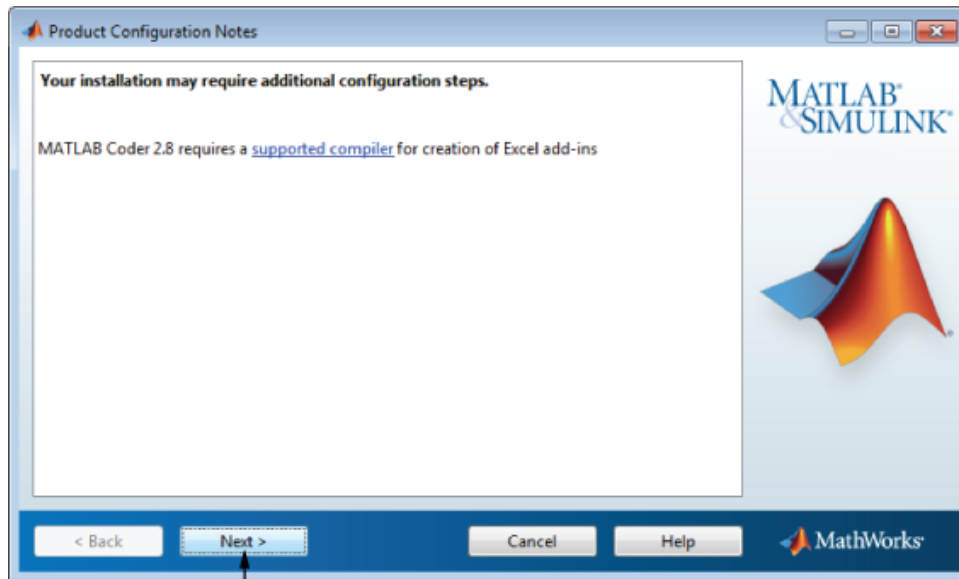 Product Configuration Notes
Your installation may require additional configuration steps.
MATLAB Coder 2.8 requires a supported compiler for creation of Excel add-ins
MATLAB®
&SIMULINK®
< Back
Next >
Cancel
Help
MathWorks®